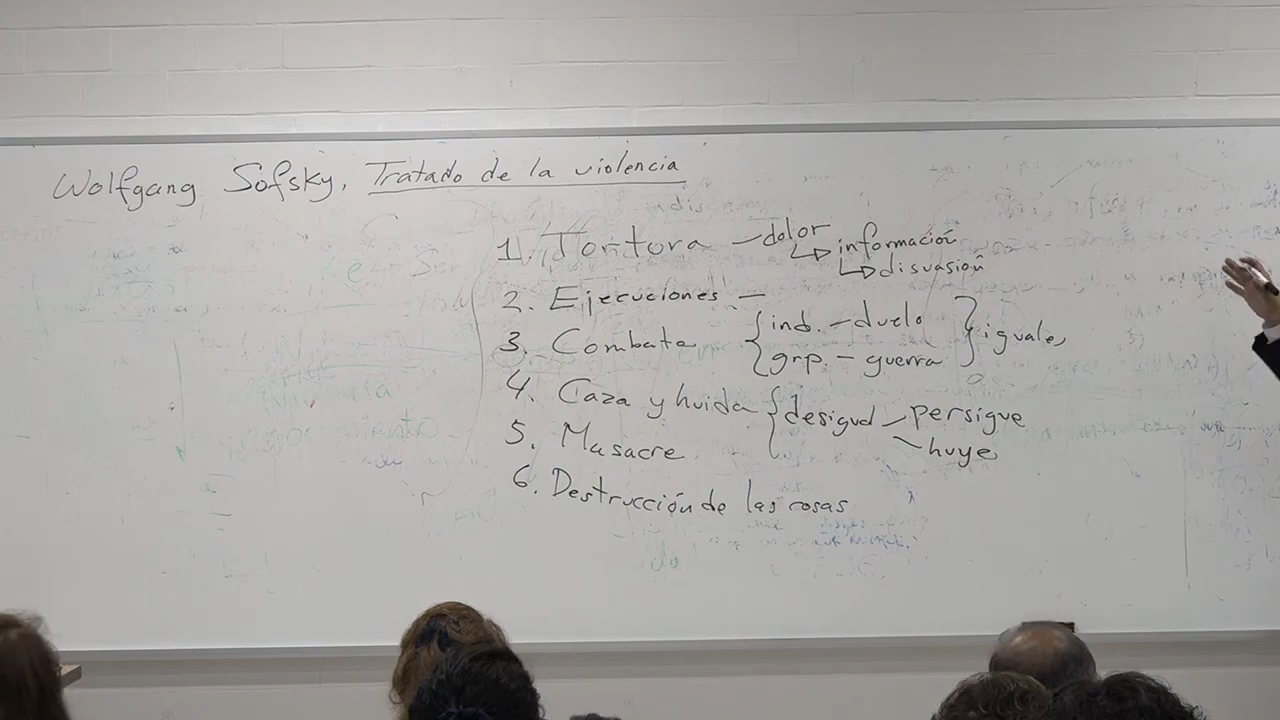 Wolfgang Sofsky, Tratado de la violencia
1. Tortura – dolor
↳ información
↳ disuasión
2. Ejecuciones –
3. Combate { ind. – duelo
{ grp. – guerra } iguales
4. Caza y huida { desigual – persigue
– huye
5. Masacre
6. Destrucción de las cosas